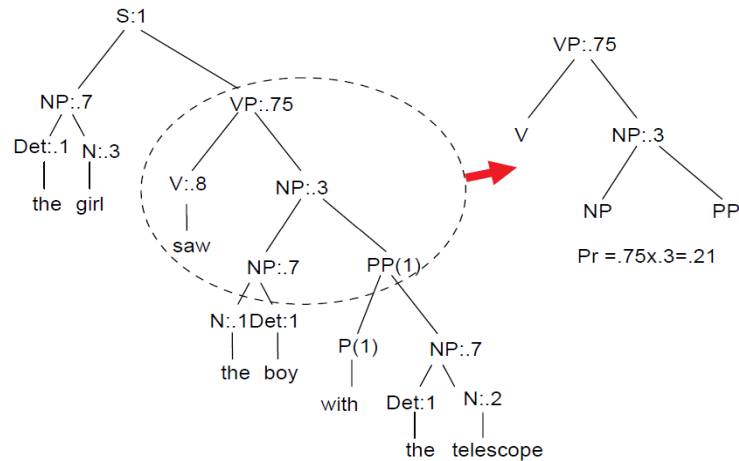 S:1
VP:.75
NP:.7
VP:.75
Det:.1 N:.3
V NP:.3
V:.8 NP:.3
the girl
NP PP
saw
Pr =.75x.3=.21
NP:.7 PP(1)
N:.1Det:1
P(1) NP:.7
the boy
with Det:1 N:.2
the telescope